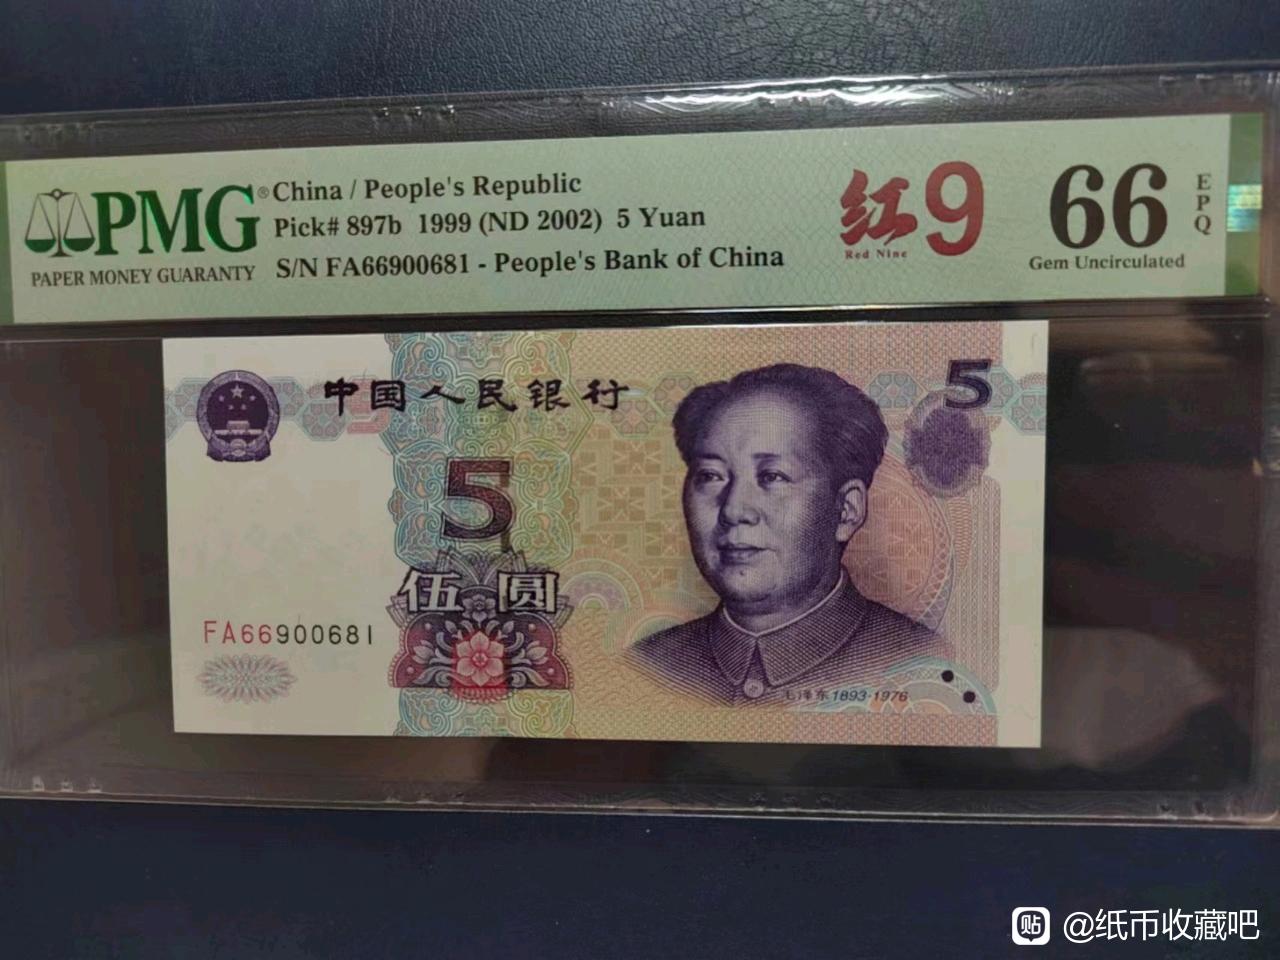 PMG®
PAPER MONEY GUARANTY
China / People's Republic
Pick# 897b 1999 (ND 2002) 5 Yuan
S/N FA66900681 - People's Bank of China
红9
Red Nine
66
Gem Uncirculated
EPQ
中国人民银行
5
5
伍圆
FA66900681
毛泽东1893-1976
贴 @纸币收藏吧